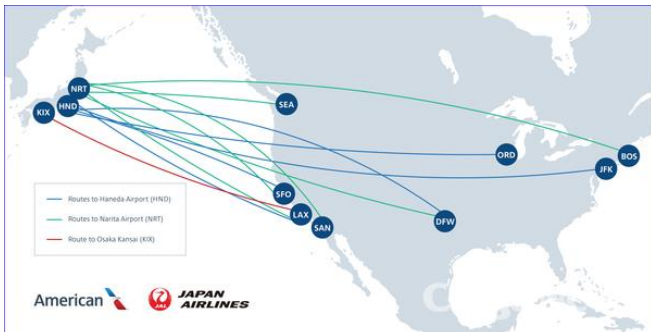 NRT
HND
KIX
SEA
ORD
BOS
JFK
SFO
LAX
SAN
DFW
Routes to Haneda Airport (HND)
Routes to Narita Airport (NRT)
Route to Osaka Kansai (KIX)
American
JAL
JAPAN
AIRLINES